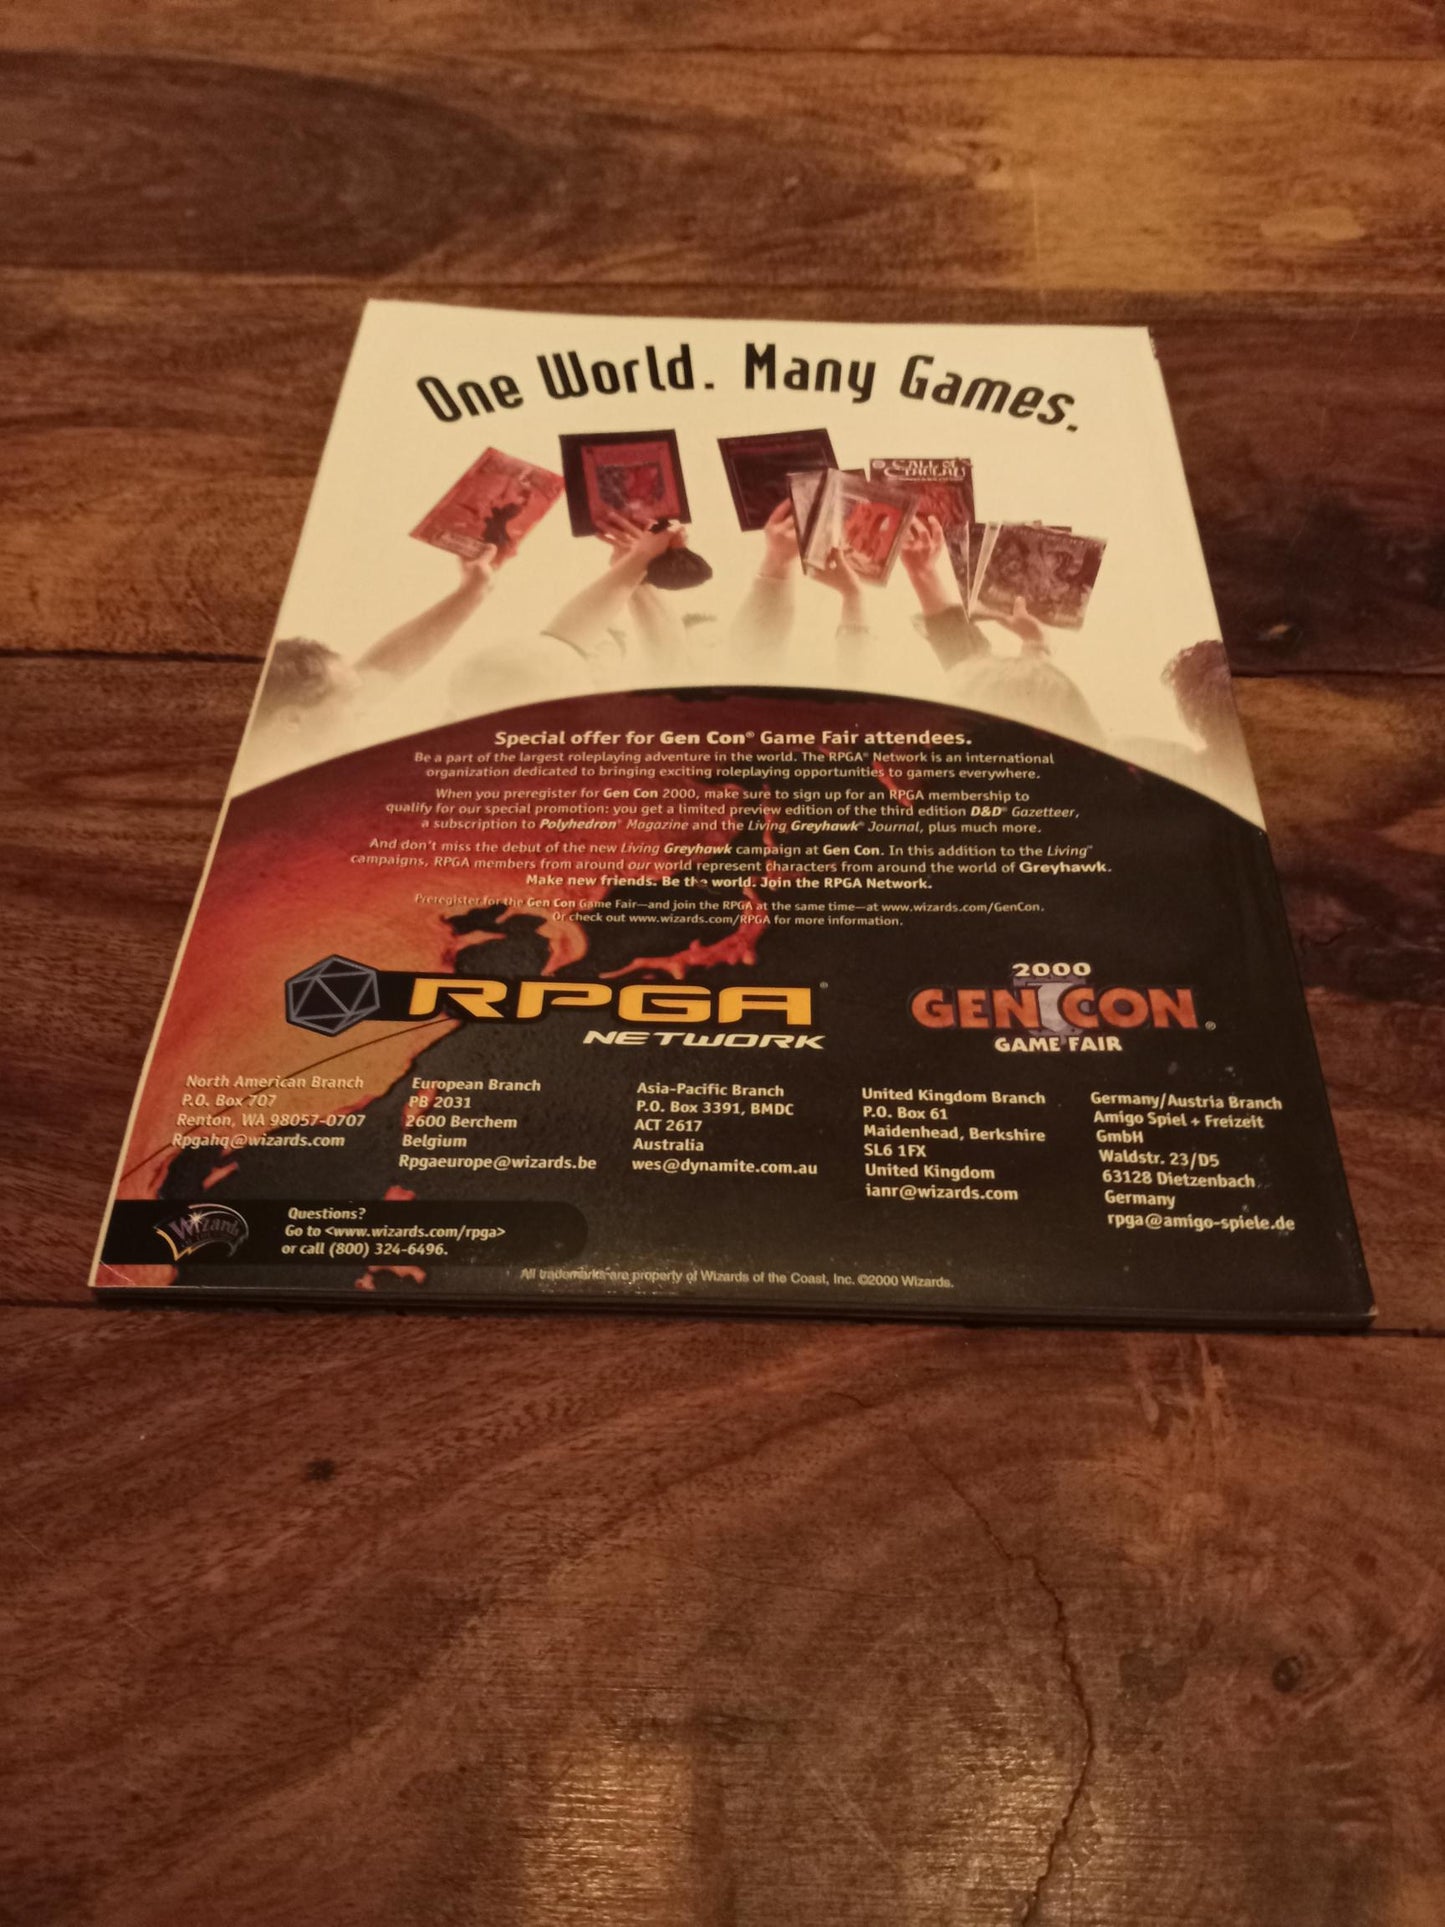 One World. Many Games.
CALL of
CTHULHU
Special offer for Gen Con® Game Fair attendees.
Be a part of the largest roleplaying adventure in the world. The RPGA® Network is an international
organization dedicated to bringing exciting roleplaying opportunities to gamers everywhere.
When you preregister for Gen Con 2000, make sure to sign up for an RPGA membership to
qualify for our special promotion: you get a limited preview edition of the third edition D&D® Gazetteer,
a subscription to Polyhedron® Magazine and the Living Greyhawk® Journal, plus much more.
And don't miss the debut of the new Living Greyhawk campaign at Gen Con. In this addition to the Living™
campaigns, RPGA members from around our world represent characters from around the world of Greyhawk.
Make new friends. Be the world. Join the RPGA Network.
Preregister for the Gen Con Game Fair—and join the RPGA at the same time—at www.wizards.com/GenCon.
Or check out www.wizards.com/RPGA for more information.
RPGA®
NETWORK
2000
GEN CON®
GAME FAIR
North American Branch
P.O. Box 707
Renton, WA 98057-0707
Rpgahq@wizards.com
European Branch
PB 2031
2600 Berchem
Belgium
Rpgaeurope@wizards.be
Asia-Pacific Branch
P.O. Box 3391, BMDC
ACT 2617
Australia
wes@dynamite.com.au
United Kingdom Branch
P.O. Box 61
Maidenhead, Berkshire
SL6 1FX
United Kingdom
ianr@wizards.com
Germany/Austria Branch
Amigo Spiel + Freizeit
GmbH
Waldstr. 23/D5
63128 Dietzenbach
Germany
rpga@amigo-spiele.de
Wizards
Questions?
Go to <www.wizards.com/rpga>
or call (800) 324-6496.
All trademarks are property of Wizards of the Coast, Inc. ©2000 Wizards.